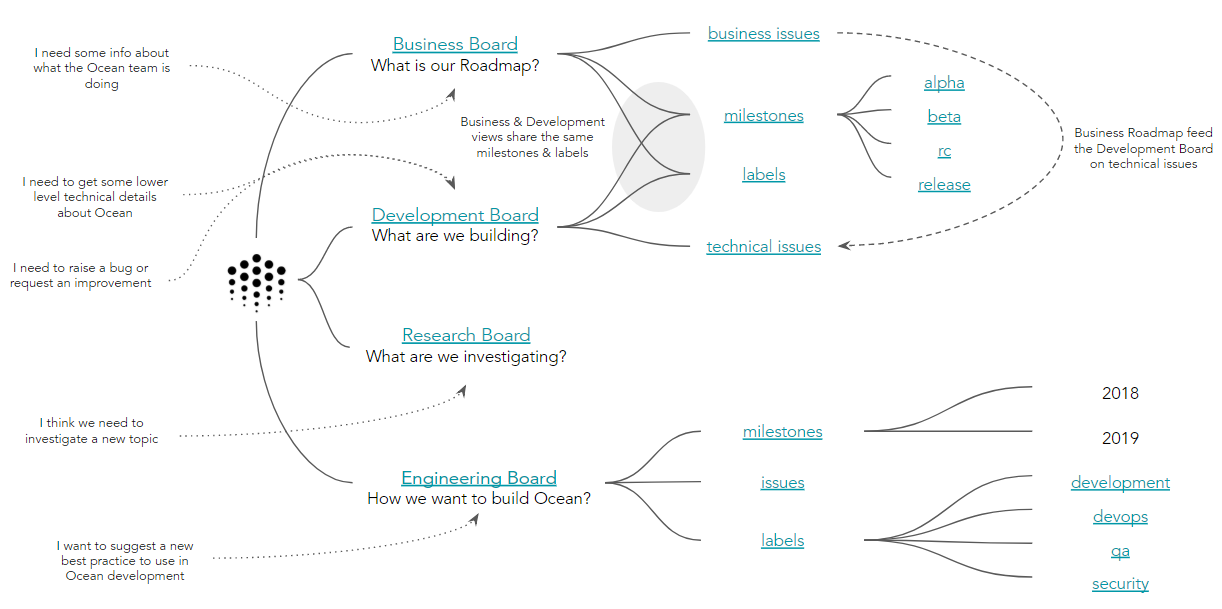 I need some info about
what the Ocean team is
doing
I need to get some lower
level technical details
about Ocean
I need to raise a bug or
request an improvement
I think we need to
investigate a new topic
I want to suggest a new
best practice to use in
Ocean development
Business Board
What is our Roadmap?
Business & Development
views share the same
milestones & labels
Development Board
What are we building?
Research Board
What are we investigating?
Engineering Board
How we want to build Ocean?
business issues
milestones
labels
technical issues
alpha
beta
rc
release
Business Roadmap feed
the Development Board
on technical issues
milestones
issues
labels
2018
2019
development
devops
qa
security